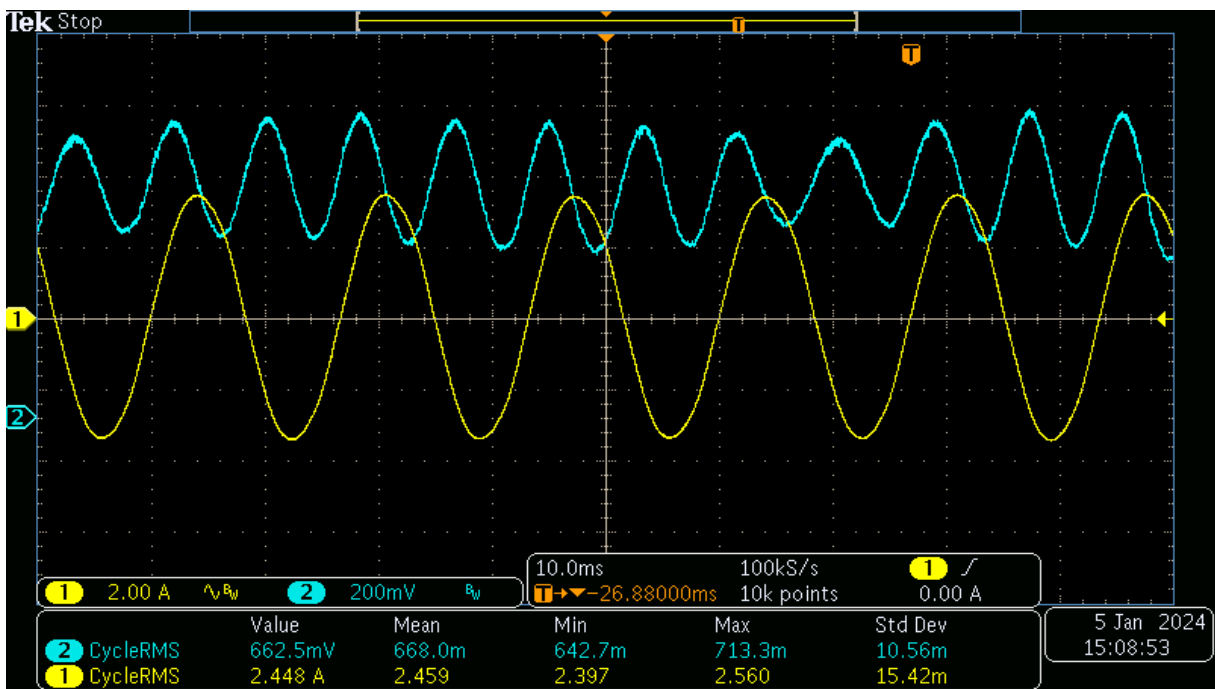 Tek Stop
T
T
1
2
1 2.00 A ∿ BW 2 200mV BW
10.0ms 100kS/s 1 ƒ
T→▼−26.88000ms 10k points 0.00 A
Value Mean Min Max Std Dev
2 CycleRMS 662.5mV 668.0m 642.7m 713.3m 10.56m
1 CycleRMS 2.448 A 2.459 2.397 2.560 15.42m
5 Jan 2024
15:08:53